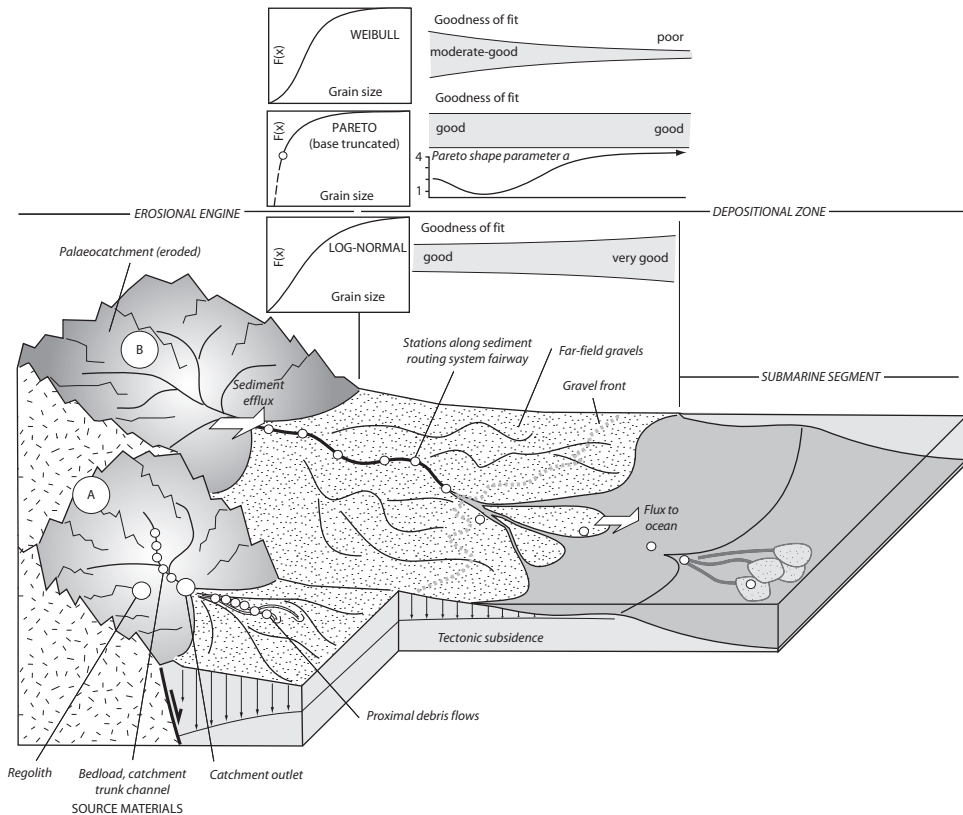 Goodness of fit
WEIBULL
poor
moderate-good
F(x)
Grain size
Goodness of fit
PARETO
(base truncated)
good
good
F(x)
Pareto shape parameter a
4
1
Grain size
EROSIONAL ENGINE
DEPOSITIONAL ZONE
Goodness of fit
LOG-NORMAL
good
very good
F(x)
Grain size
Palaeocatchment (eroded)
B
Stations along sediment
routing system fairway
Far-field gravels
Gravel front
SUBMARINE SEGMENT
Sediment
efflux
A
Flux to
ocean
Tectonic subsidence
Proximal debris flows
Regolith
Bedload, catchment
trunk channel
Catchment outlet
SOURCE MATERIALS